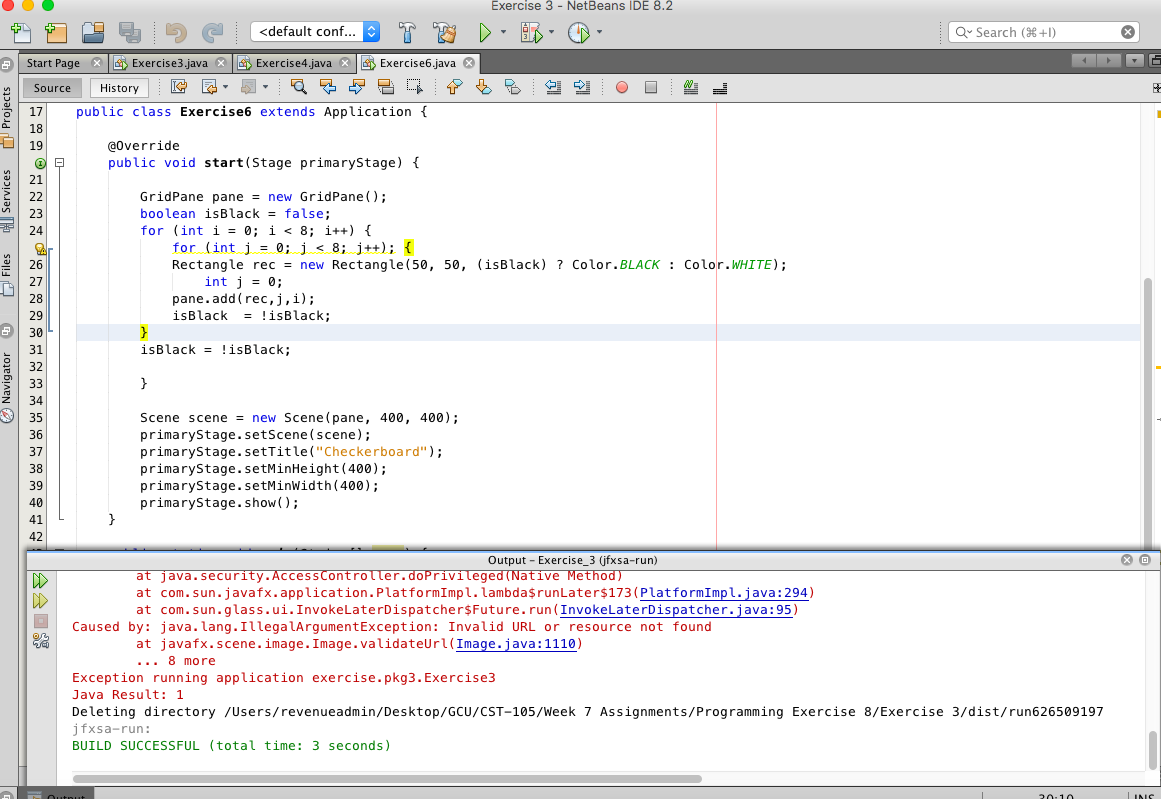 Exercise 3 - NetBeans IDE 8.2
<default conf...
Search (⌘+I)
Start Page
Exercise3.java
Exercise4.java
Exercise6.java
Source
History
Projects
Services
Files
Navigator
17 public class Exercise6 extends Application {
18
19 @Override
public void start(Stage primaryStage) {
21
22 GridPane pane = new GridPane();
23 boolean isBlack = false;
24 for (int i = 0; i < 8; i++) {
for (int j = 0; j < 8; j++); {
26 Rectangle rec = new Rectangle(50, 50, (isBlack) ? Color.BLACK : Color.WHITE);
27 int j = 0;
28 pane.add(rec,j,i);
29 isBlack  = !isBlack;
30 }
31 isBlack = !isBlack;
32
33 }
34
35 Scene scene = new Scene(pane, 400, 400);
36 primaryStage.setScene(scene);
37 primaryStage.setTitle("Checkerboard");
38 primaryStage.setMinHeight(400);
39 primaryStage.setMinWidth(400);
40 primaryStage.show();
41 }
42
Output - Exercise_3 (jfxsa-run)
at java.security.AccessController.doPrivileged(Native Method)
at com.sun.javafx.application.PlatformImpl.lambda$runLater$173(PlatformImpl.java:294)
at com.sun.glass.ui.InvokeLaterDispatcher$Future.run(InvokeLaterDispatcher.java:95)
Caused by: java.lang.IllegalArgumentException: Invalid URL or resource not found
at javafx.scene.image.Image.validateUrl(Image.java:1110)
... 8 more
Exception running application exercise.pkg3.Exercise3
Java Result: 1
Deleting directory /Users/revenueadmin/Desktop/GCU/CST-105/Week 7 Assignments/Programming Exercise 8/Exercise 3/dist/run626509197
jfxsa-run:
BUILD SUCCESSFUL (total time: 3 seconds)
Output
30:10
INS